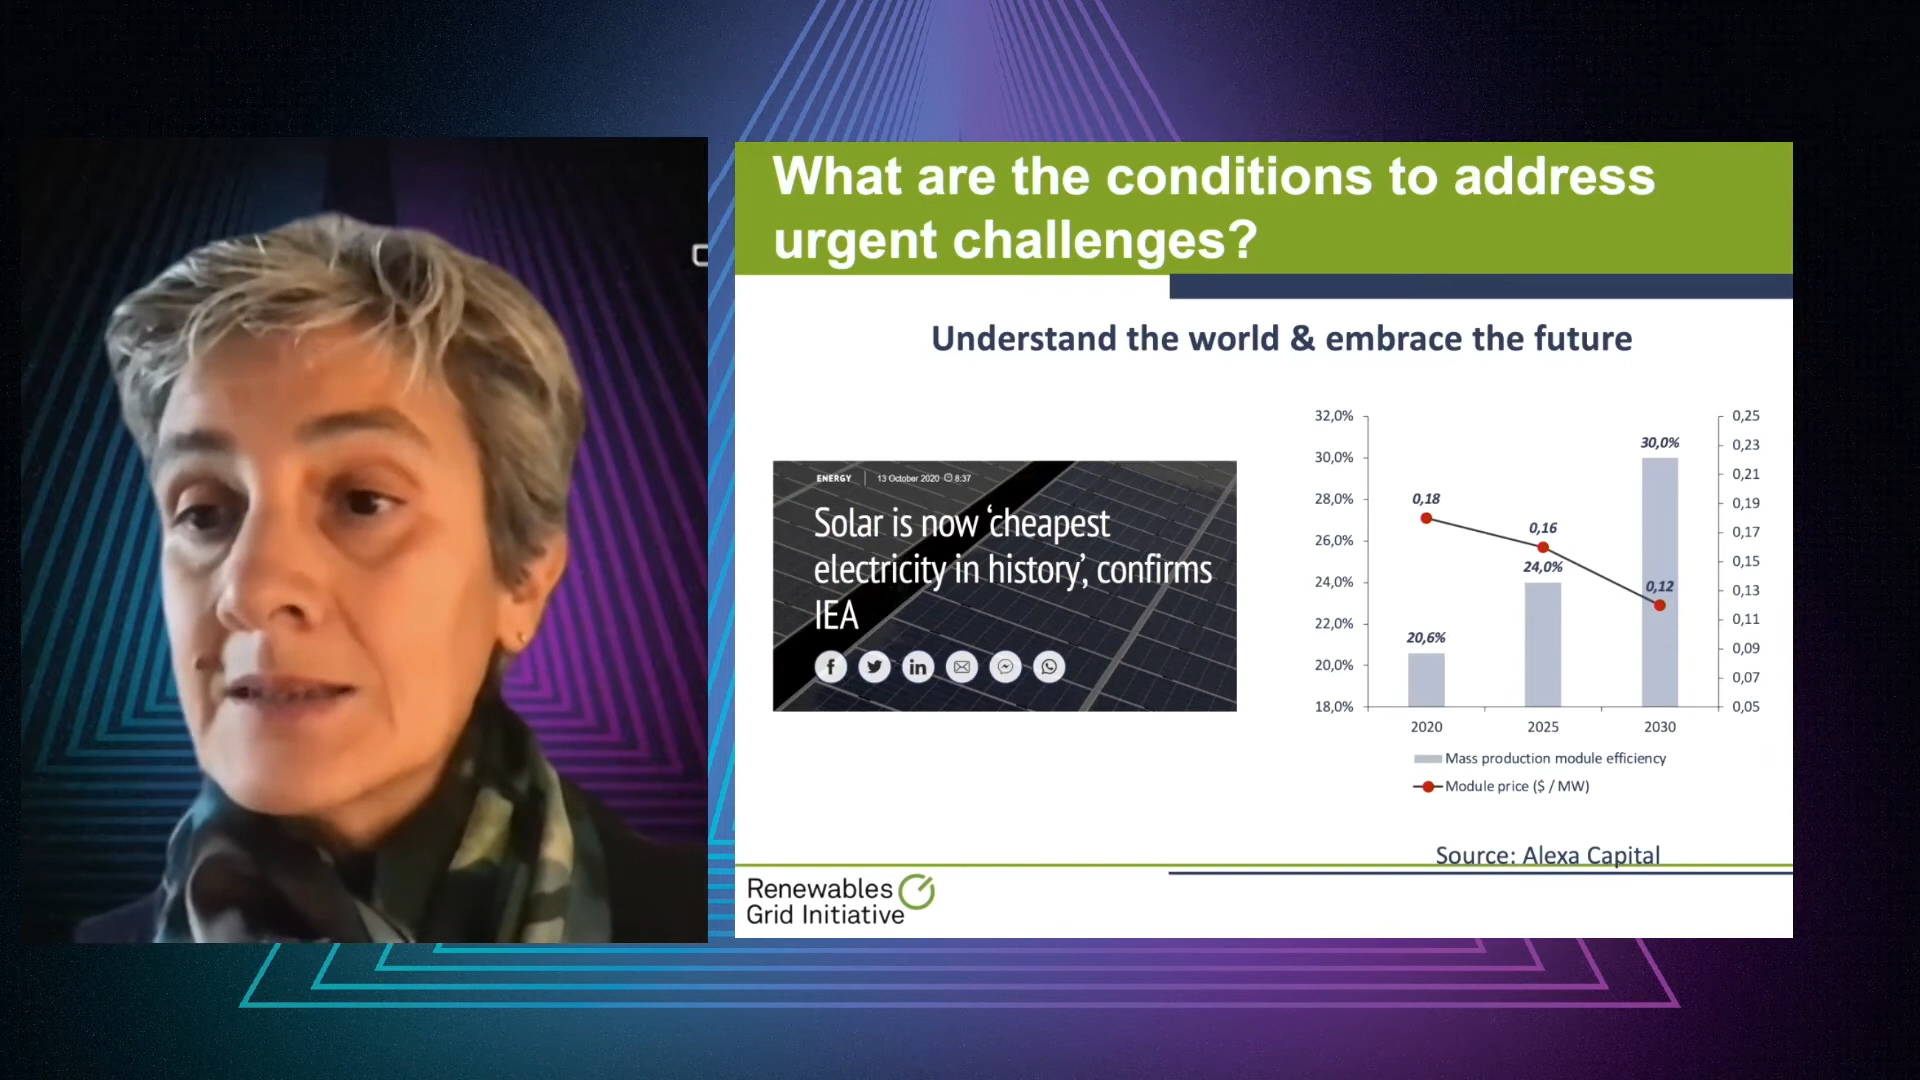 What are the conditions to address
urgent challenges?
Understand the world & embrace the future
ENERGY 13 October 2020 8:37
Solar is now ‘cheapest
electricity in history’, confirms
IEA
32,0%
30,0%
28,0%
26,0%
24,0%
22,0%
20,0%
18,0%
0,18
0,16
0,12
20,6%
24,0%
30,0%
0,25
0,23
0,21
0,19
0,17
0,15
0,13
0,11
0,09
0,07
0,05
2020 2025 2030
Mass production module efficiency
Module price ($ / MW)
Source: Alexa Capital
Renewables
Grid Initiative